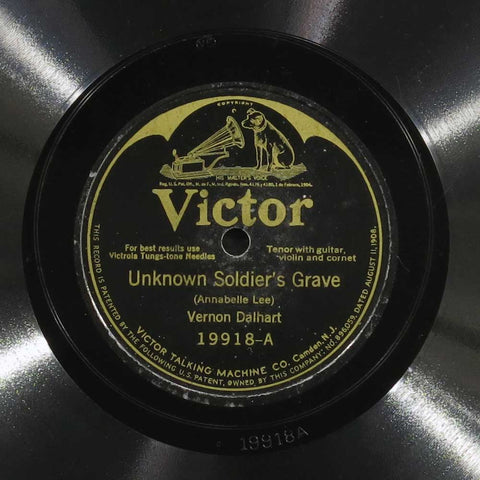 COPYRIGHT
HIS MASTER'S VOICE
Victor
For best results use
Victrola Tungs-tone Needles
Tenor with guitar,
violin and cornet
Unknown Soldier's Grave
(Annabelle Lee)
Vernon Dalhart
19918-A
THIS RECORD IS PATENTED BY THE FOLLOWING U.S. PATENT, OWNED BY THIS COMPANY, NO. 896059, DATED AUGUST 11, 1908.
VICTOR TALKING MACHINE CO. Camden, N.J.
19918A